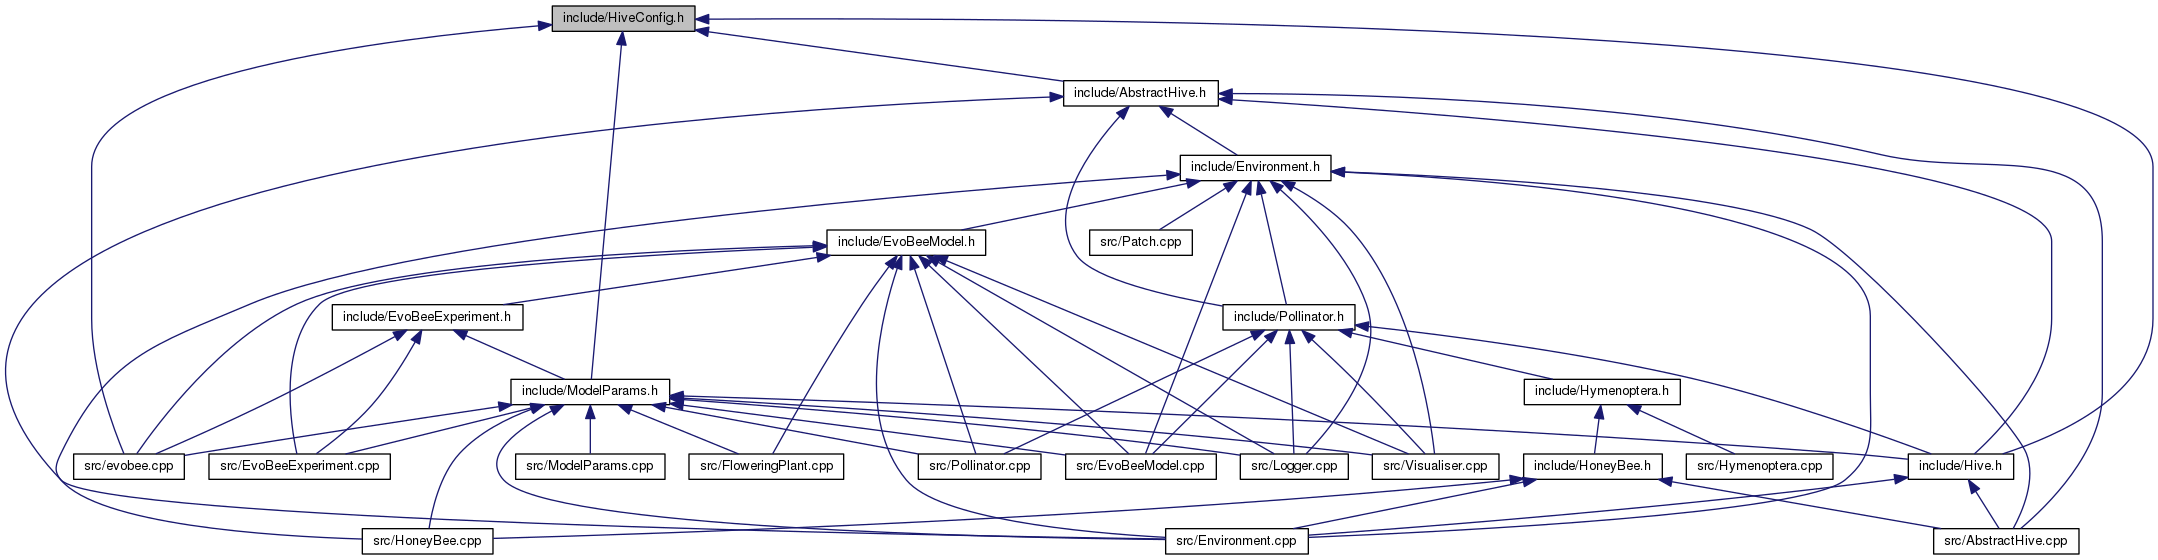 include/HiveConfig.h
include/AbstractHive.h
include/Environment.h
include/EvoBeeModel.h
src/Patch.cpp
include/EvoBeeExperiment.h
include/Pollinator.h
include/ModelParams.h
include/Hymenoptera.h
src/evobee.cpp
src/EvoBeeExperiment.cpp
src/ModelParams.cpp
src/FloweringPlant.cpp
src/Pollinator.cpp
src/EvoBeeModel.cpp
src/Logger.cpp
src/Visualiser.cpp
include/HoneyBee.h
src/Hymenoptera.cpp
include/Hive.h
src/HoneyBee.cpp
src/Environment.cpp
src/AbstractHive.cpp